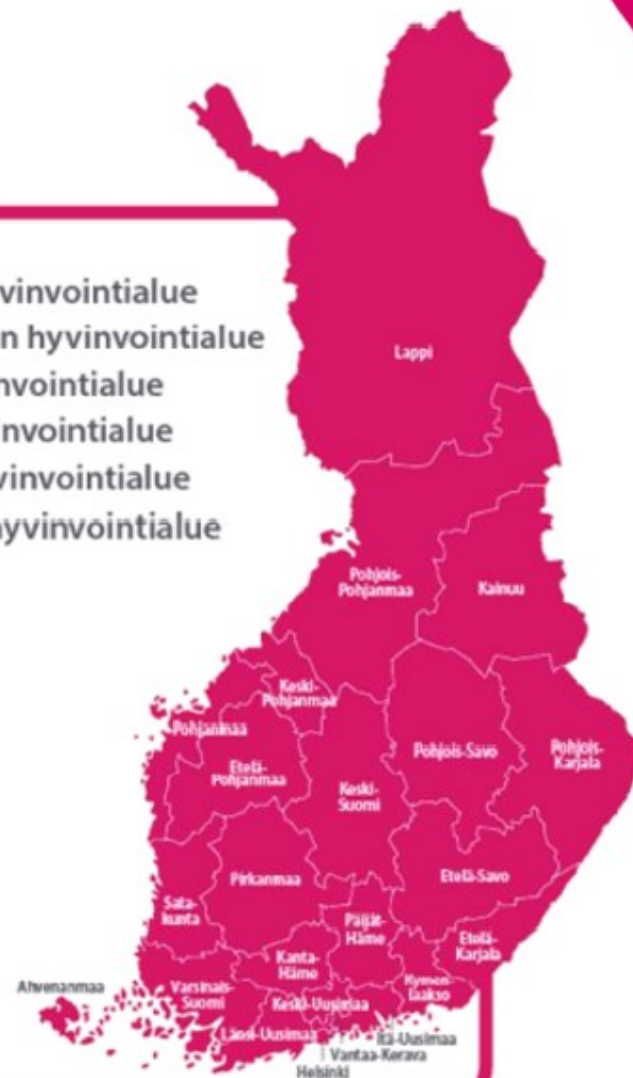 vinvointialue
n hyvinvointialue
nvointialue
nvointialue
vinvointialue
hyvinvointialue
Lappi
Pohjois-
Pohjanmaa
Kainuu
Keski-
Pohjanmaa
Pohjanmaa
Etelä-
Pohjanmaa
Keski-
Suomi
Pohjois-Savo
Pohjois-
Karjala
Pirkanmaa
Etelä-Savo
Sata-
kunta
Päijät-
Häme
Etelä-
Karjala
Kanta-
Häme
Kymen-
laakso
Ahvenanmaa
Varsinais-
Suomi
Keski-Uusimaa
Länsi-Uusimaa
Itä-Uusimaa
Vantaa-Kerava
Helsinki